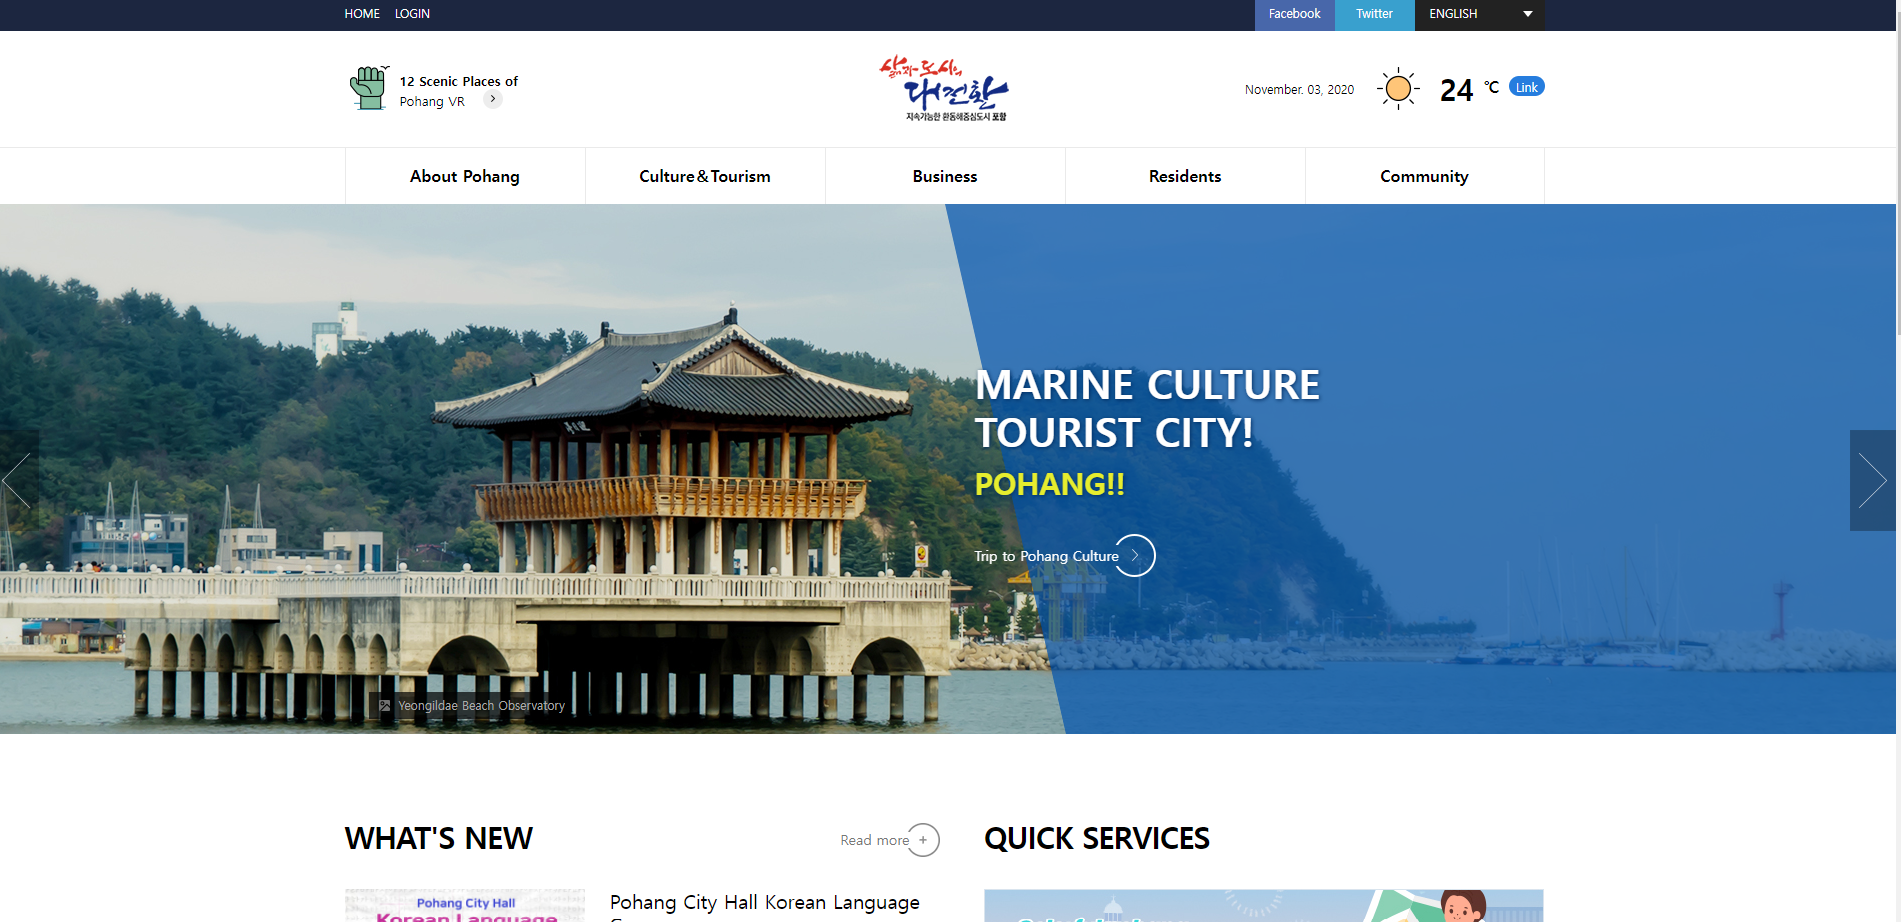 HOME LOGIN
Facebook Twitter ENGLISH
12 Scenic Places of
Pohang VR
삶과 도시의
대전환
지속가능한 환동해중심도시 포항
November. 03, 2020
24 ℃ Link
About Pohang
Culture&Tourism
Business
Residents
Community
MARINE CULTURE
TOURIST CITY!
POHANG!!
Trip to Pohang Culture
Yeongildae Beach Observatory
WHAT'S NEW
Read more +
QUICK SERVICES
Pohang City Hall
Korean Language
Pohang City Hall Korean Language